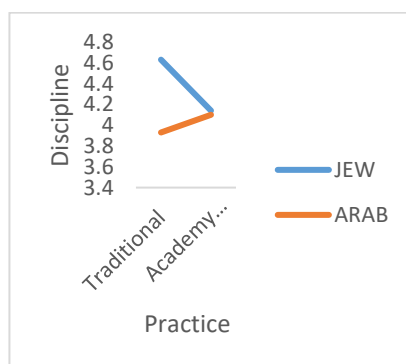 Discipline
4.8
4.6
4.4
4.2
4
3.8
3.6
3.4
Traditional
Academy...
Practice
JEW
ARAB